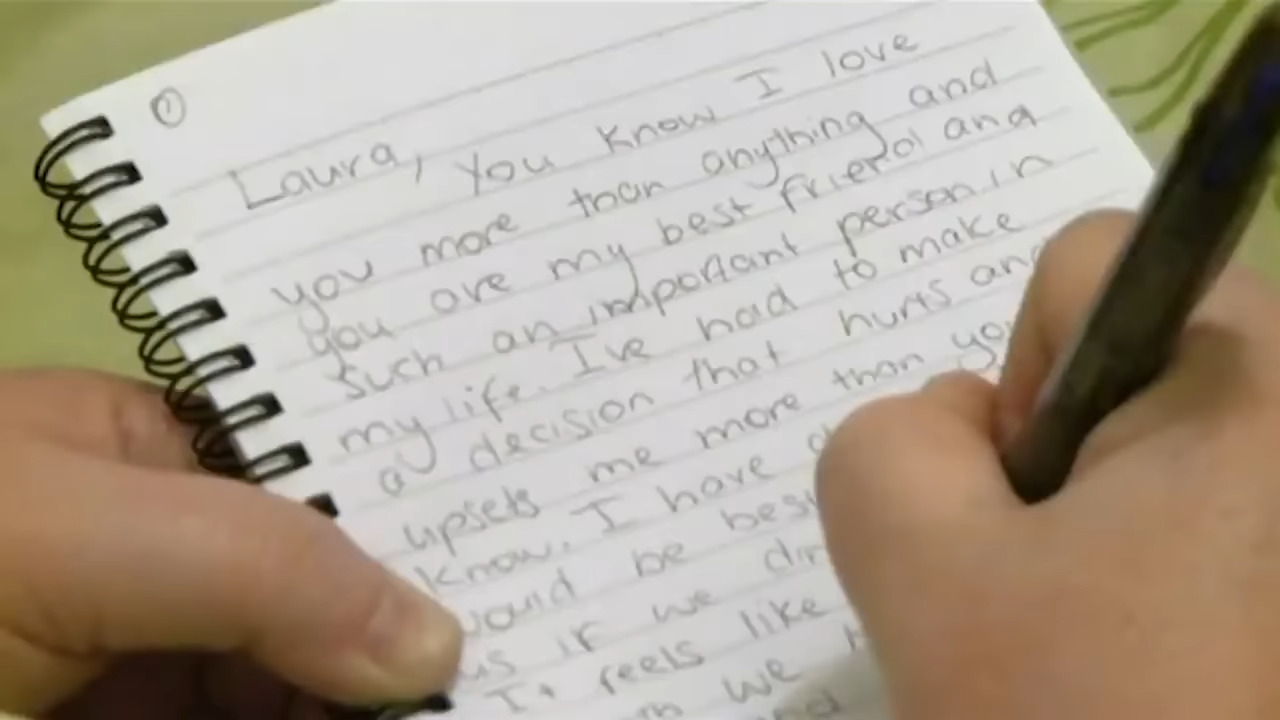 ①
Laura, You know I love
you more than anything and
you are my best friend and
such an important person in
my life. I've had to make
a decision that hurts and
upsets me more than you
know. I have
would be best
us if we
It feels like
we